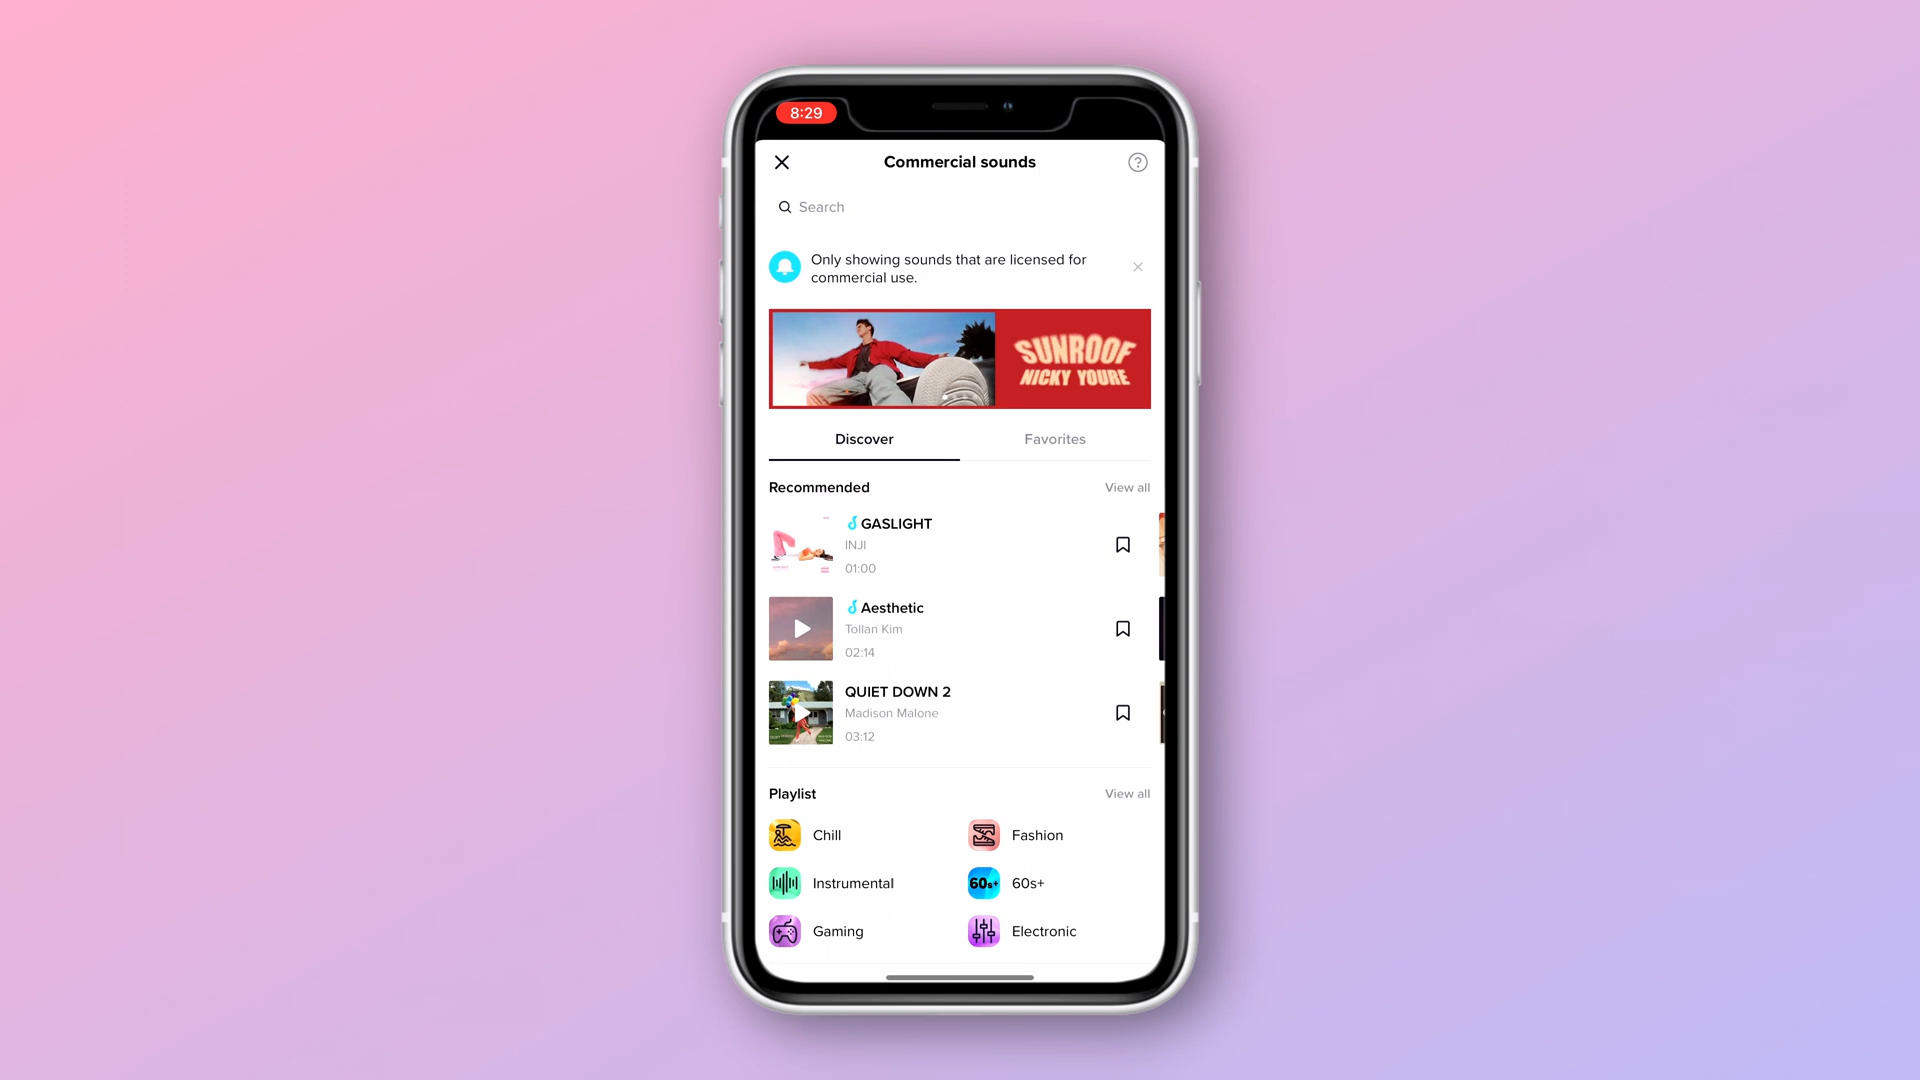 8:29
Commercial sounds
?
Search
Only showing sounds that are licensed for
commercial use.
SUNROOF
NICKY YOURE
Discover
Favorites
Recommended
View all
GASLIGHT
INJI
01:00
Aesthetic
Tollan Kim
02:14
QUIET DOWN 2
Madison Malone
03:12
Playlist
View all
Chill
Fashion
Instrumental
60s+
60s+
Gaming
Electronic